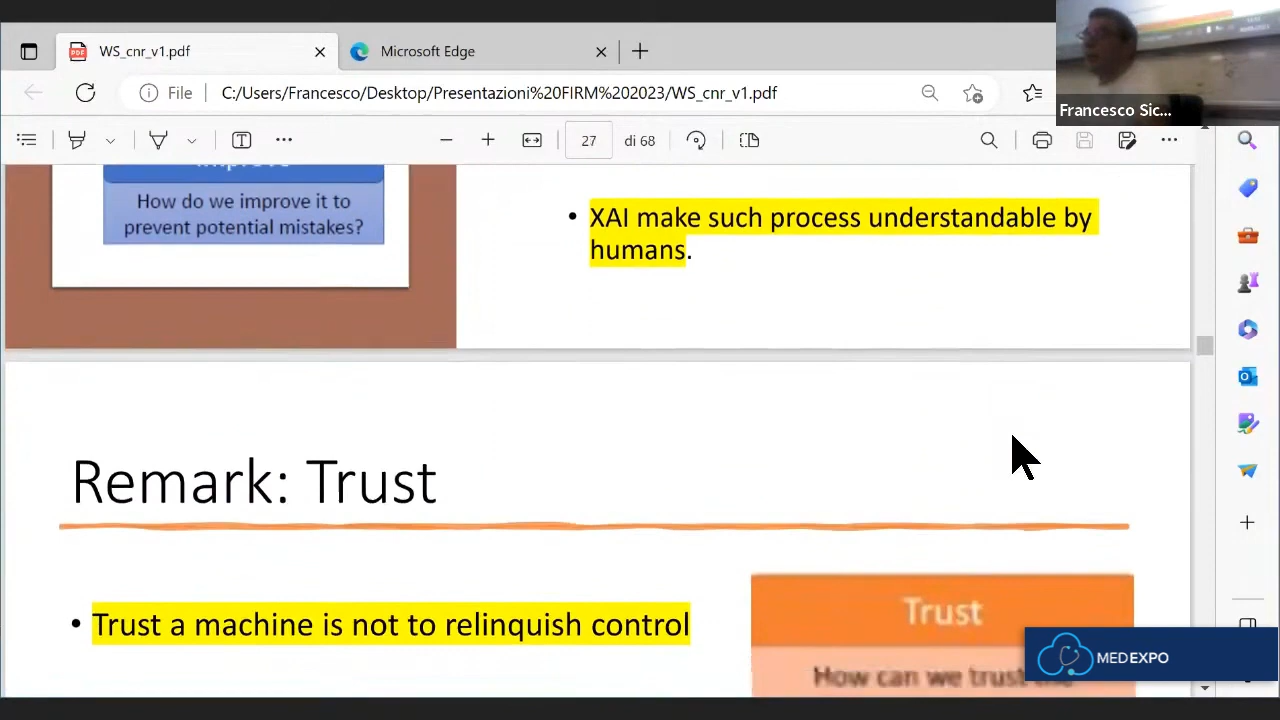 WS_cnr_v1.pdf
Microsoft Edge
File
C:/Users/Francesco/Desktop/Presentazioni%20FIRM%202023/WS_cnr_v1.pdf
Francesco Sic...
27 di 68
Improve
How do we improve it to
prevent potential mistakes?
• XAI make such process understandable by
humans.
Remark: Trust
• Trust a machine is not to relinquish control
Trust
How can we trust
MEDEXPO